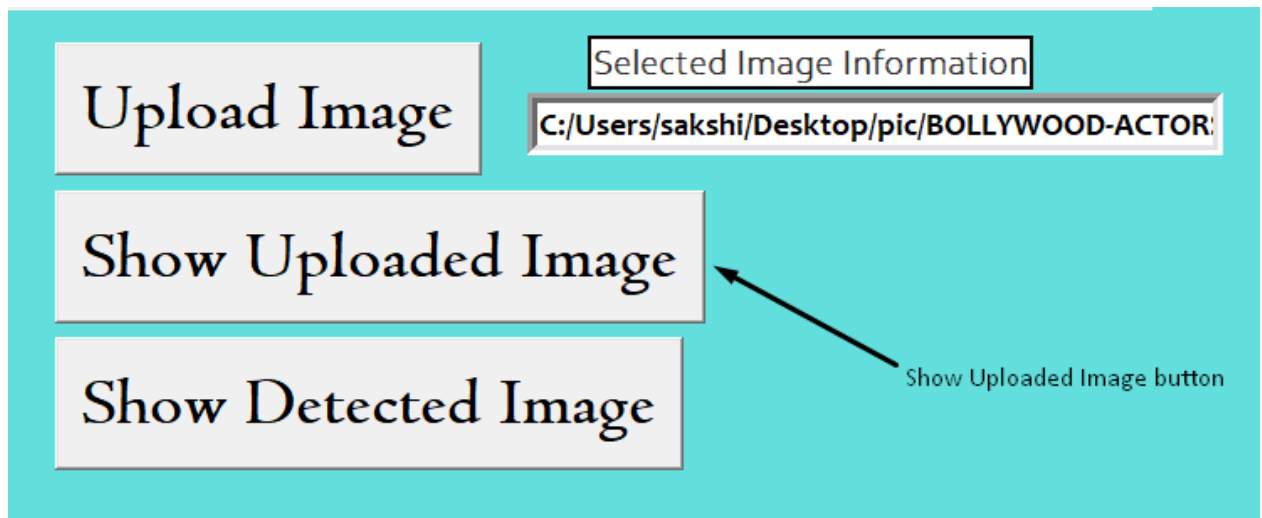 Upload Image
Selected Image Information
C:/Users/sakshi/Desktop/pic/BOLLYWOOD-ACTOR
Show Uploaded Image
Show Uploaded Image button
Show Detected Image